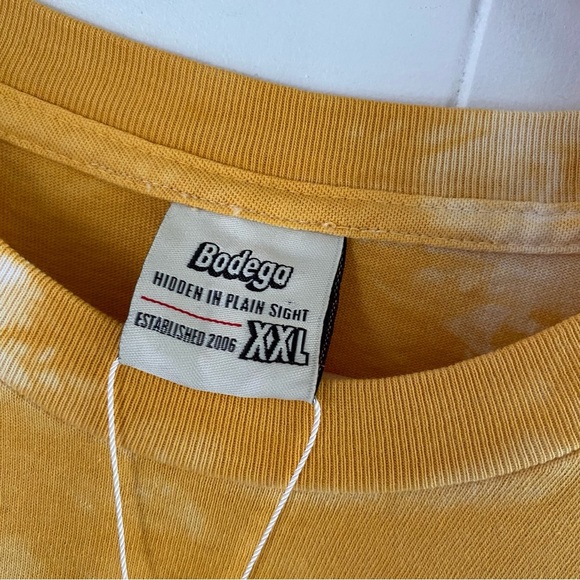 Bodega
HIDDEN IN PLAIN SIGHT
ESTABLISHED 2006
XXL